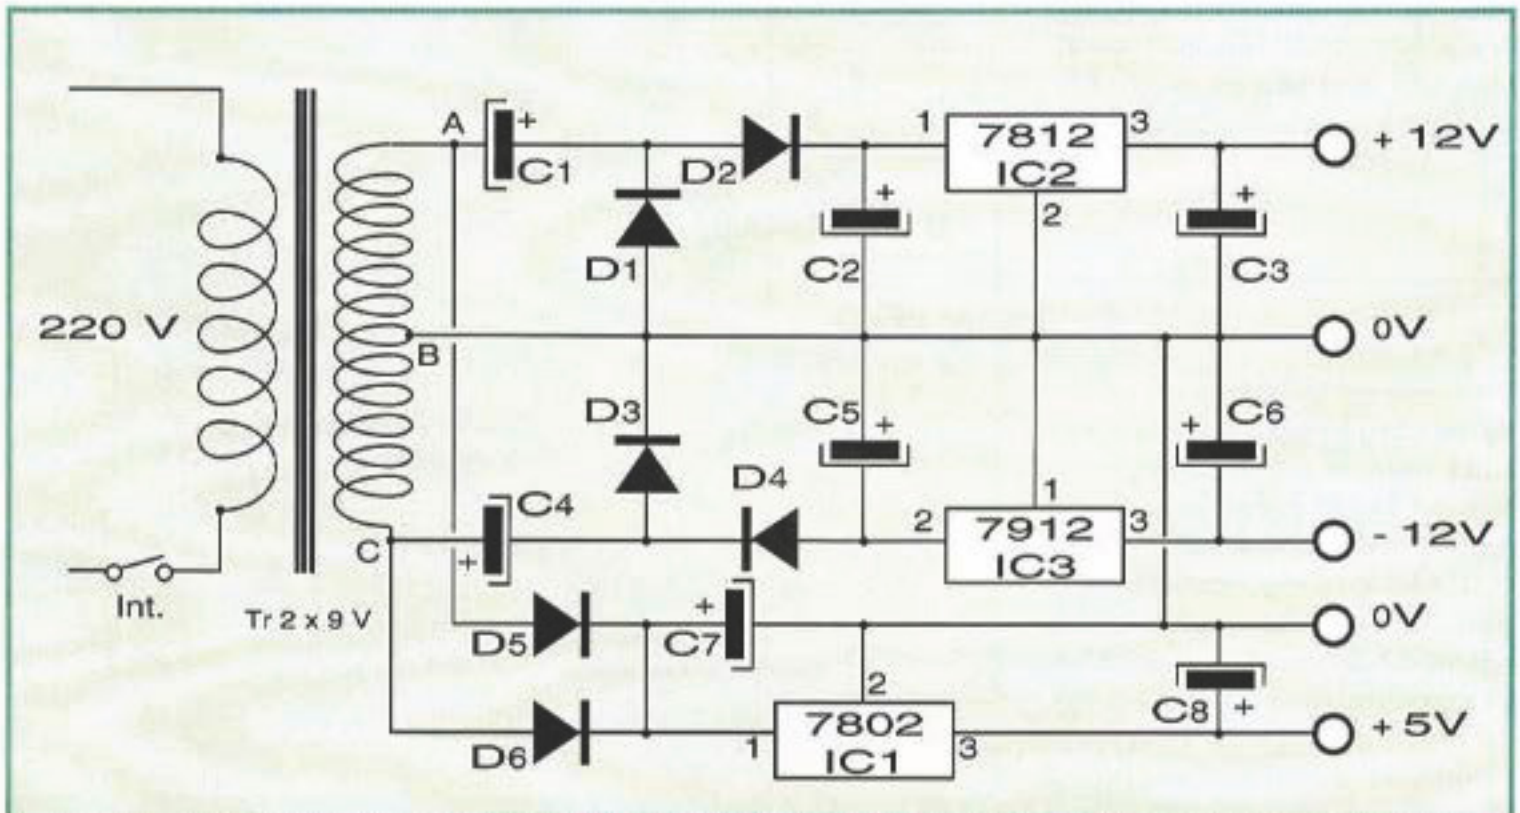 A
+
C1
D2
1
7812
IC2
3
+ 12V
2
+
C2
+
C3
D1
220 V
B
0V
D3
C5
+
+
C6
D4
C4
+
C
2
1
7912
IC3
3
- 12V
Int.
Tr 2 x 9 V
D5
+
C7
0V
2
D6
1
7802
IC1
3
C8
+
+ 5V